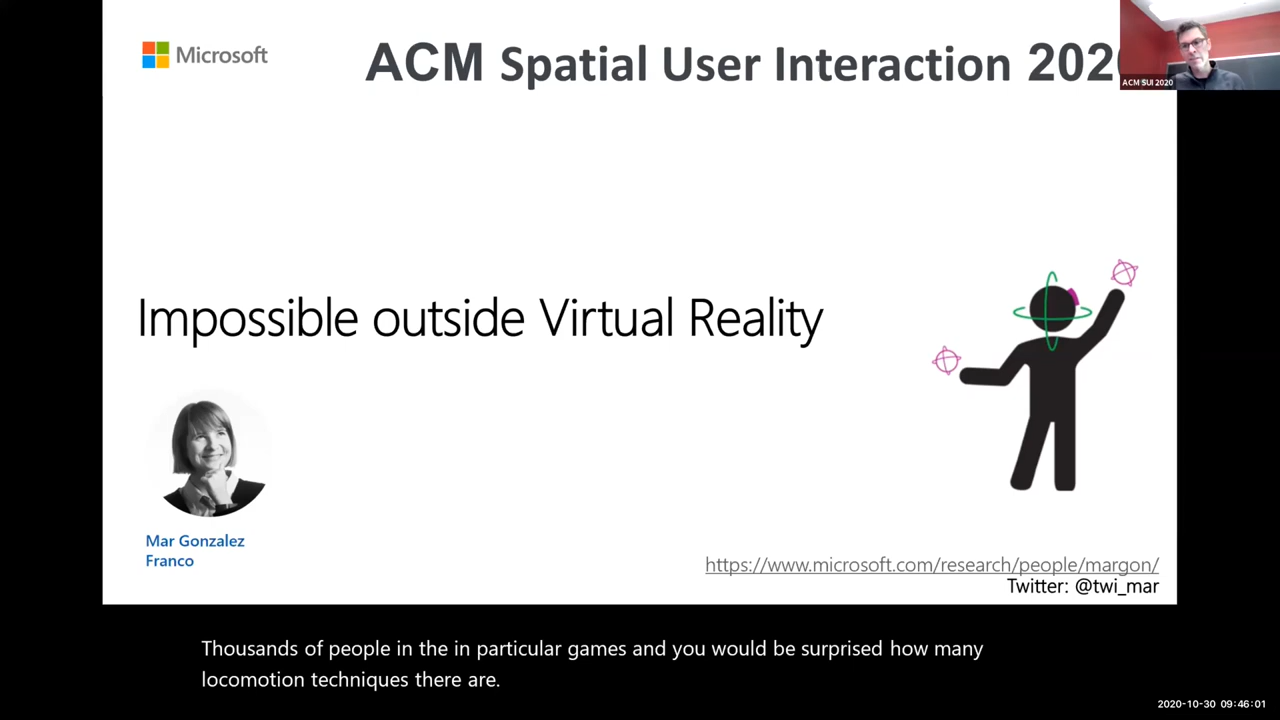 Microsoft
ACM Spatial User Interaction 202
ACM SUI 2020
Impossible outside Virtual Reality
Mar Gonzalez
Franco
https://www.microsoft.com/research/people/margon/
Twitter: @twi_mar
Thousands of people in the in particular games and you would be surprised how many
locomotion techniques there are.
2020-10-30 09:46:01